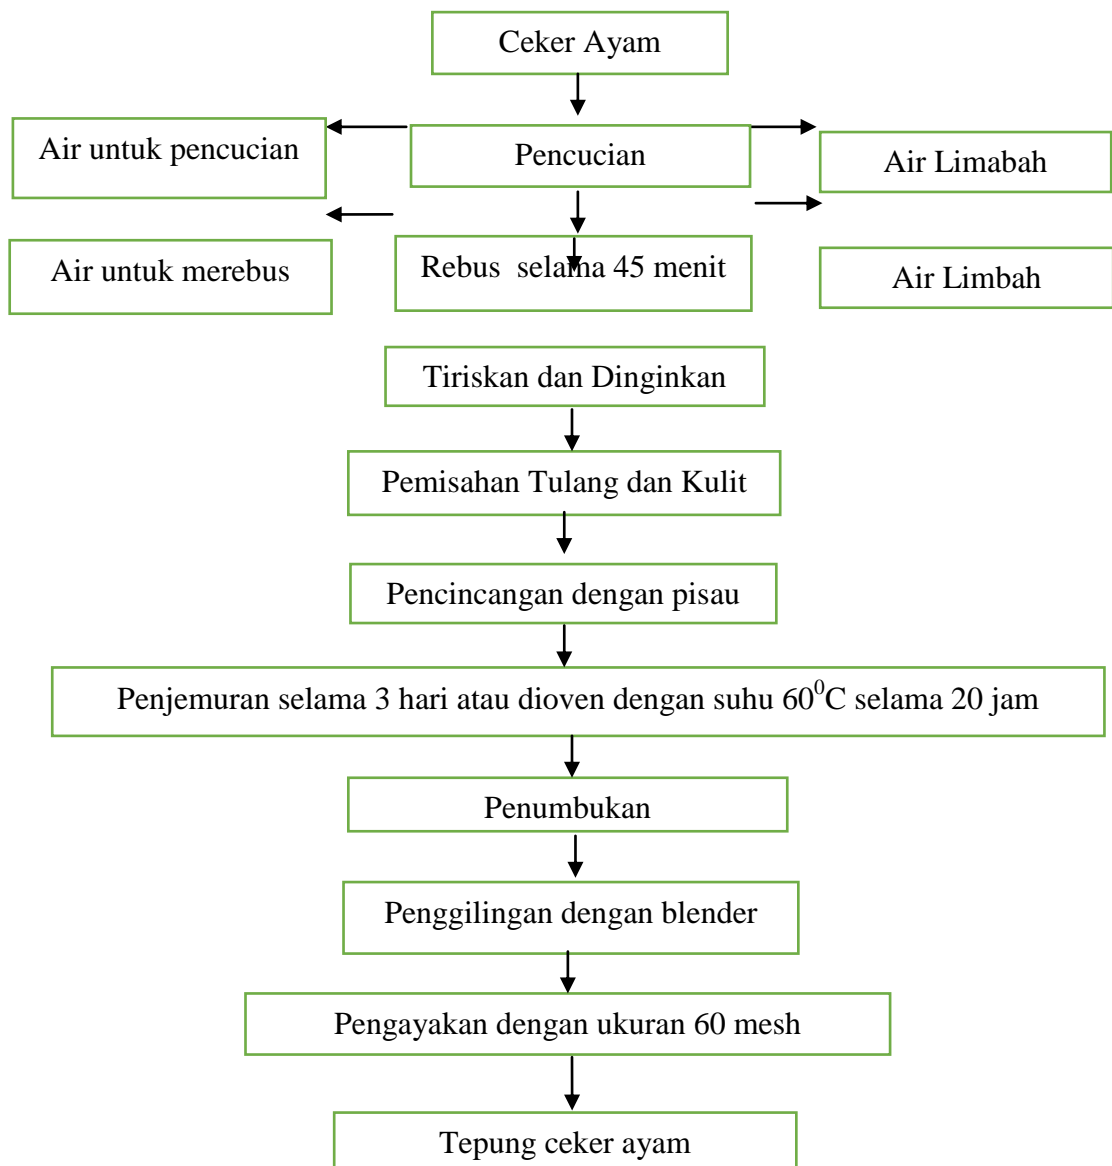 Ceker Ayam
Air untuk pencucian
Pencucian
Air Limabah
Air untuk merebus
Rebus  selama 45 menit
Air Limbah
Tiriskan dan Dinginkan
Pemisahan Tulang dan Kulit
Pencincangan dengan pisau
Penjemuran selama 3 hari atau dioven dengan suhu 60⁰C selama 20 jam
Penumbukan
Penggilingan dengan blender
Pengayakan dengan ukuran 60 mesh
Tepung ceker ayam